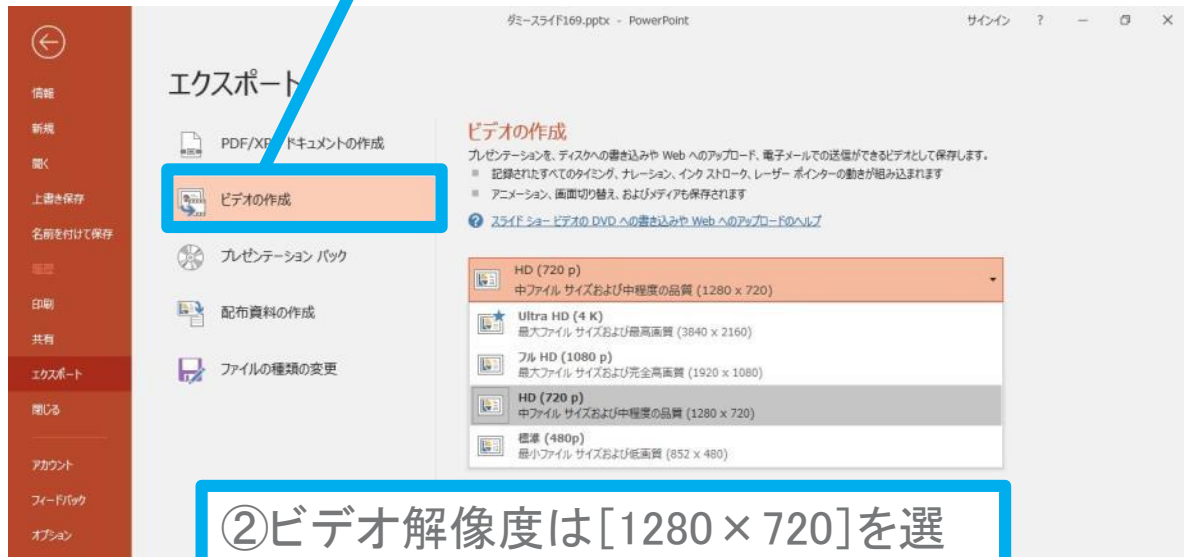 ダミースライド169.pptx - PowerPoint
サインイン ?
情報
新規
開く
上書き保存
名前を付けて保存
履歴
印刷
共有
エクスポート
閉じる
アカウント
フィードバック
オプション
エクスポート
PDF/XP ドキュメントの作成
ビデオの作成
プレゼンテーション パック
配布資料の作成
ファイルの種類の変更
ビデオの作成
プレゼンテーションを、ディスクへの書き込みや Web へのアップロード、電子メールでの送信ができるビデオとして保存します。
記録されたすべてのタイミング、ナレーション、インク ストローク、レーザー ポインターの動きが組み込まれます
アニメーション、画面切り替え、およびメディアも保存されます
スライド ショー ビデオの DVD への書き込みや Web へのアップロードのヘルプ
HD (720 p)
中ファイル サイズおよび中程度の品質 (1280 x 720)
Ultra HD (4 K)
最大ファイル サイズおよび最高画質 (3840 x 2160)
フル HD (1080 p)
最大ファイル サイズおよび完全高画質 (1920 x 1080)
HD (720 p)
中ファイル サイズおよび中程度の品質 (1280 x 720)
標準 (480p)
最小ファイル サイズおよび低画質 (852 x 480)
②ビデオ解像度は[1280×720]を選